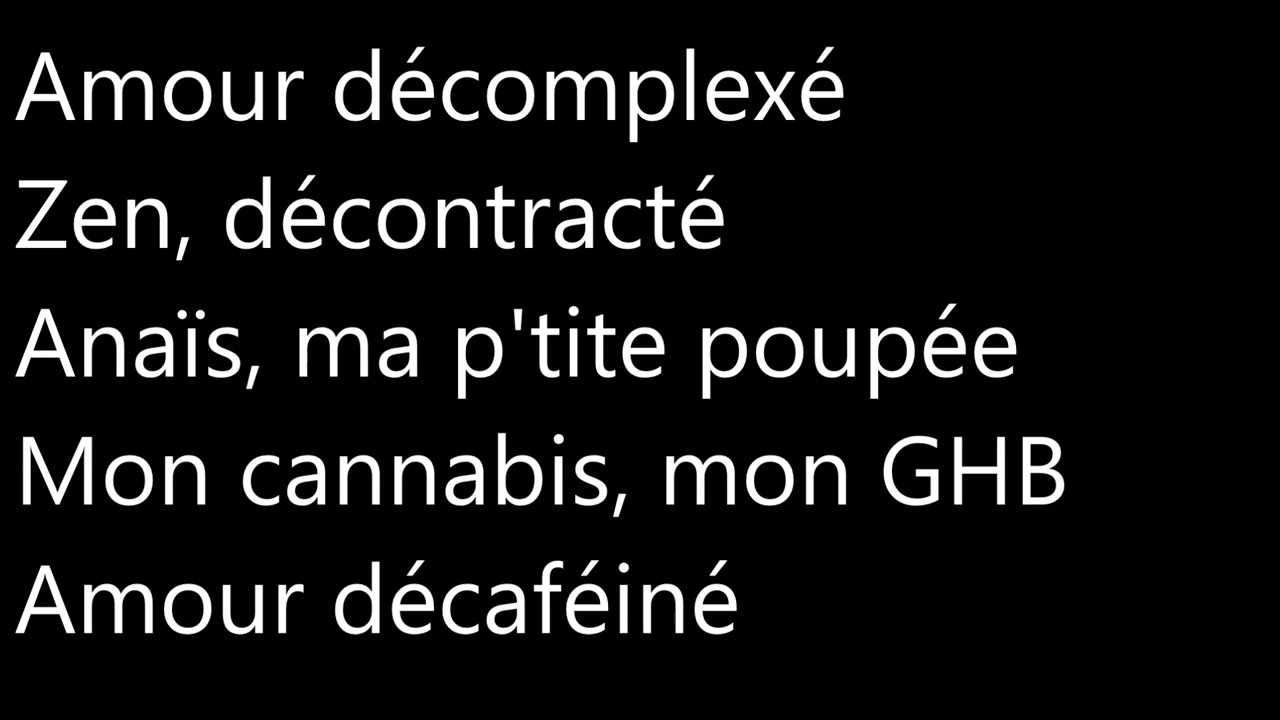 Amour décomplexé
Zen, décontracté
Anaïs, ma p'tite poupée
Mon cannabis, mon GHB
Amour décaféiné